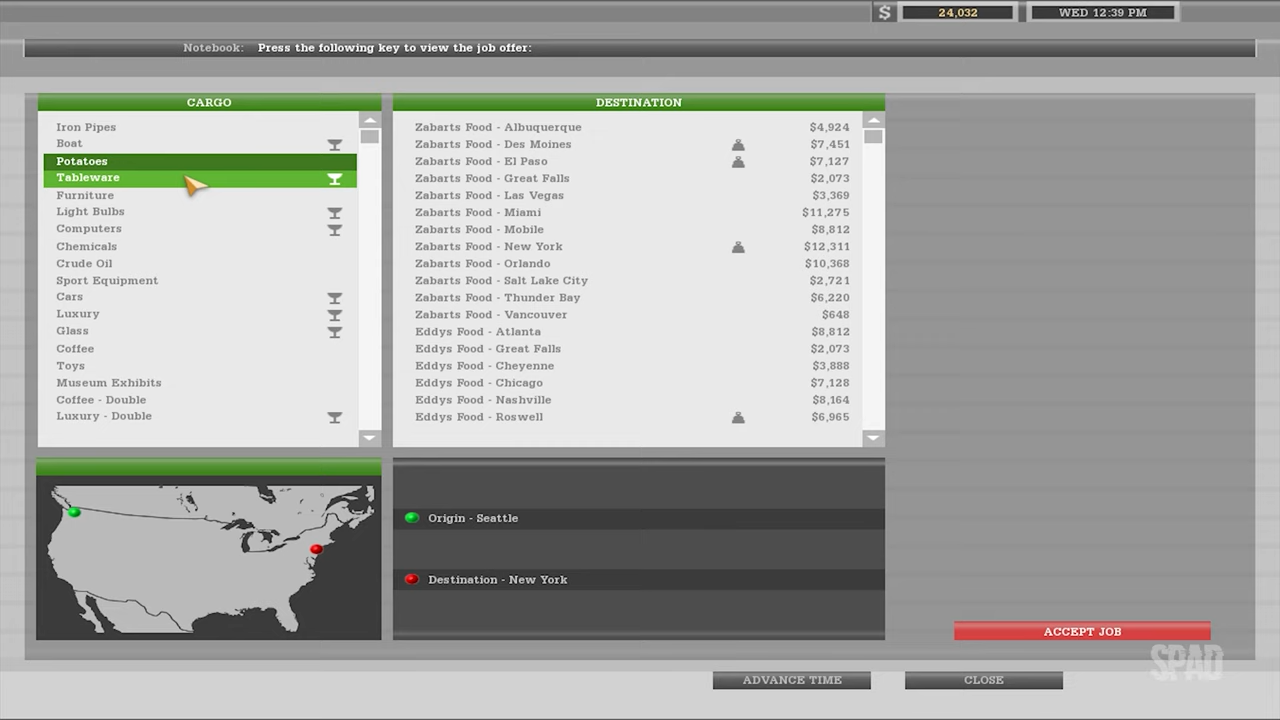 $ 24,032 WED 12:39 PM
Notebook: Press the following key to view the job offer:
CARGO
Iron Pipes
Boat
Potatoes
Tableware
Furniture
Light Bulbs
Computers
Chemicals
Crude Oil
Sport Equipment
Cars
Luxury
Glass
Coffee
Toys
Museum Exhibits
Coffee - Double
Luxury - Double
DESTINATION
Zabarts Food - Albuquerque $4,924
Zabarts Food - Des Moines $7,451
Zabarts Food - El Paso $7,127
Zabarts Food - Great Falls $2,073
Zabarts Food - Las Vegas $3,369
Zabarts Food - Miami $11,275
Zabarts Food - Mobile $8,812
Zabarts Food - New York $12,311
Zabarts Food - Orlando $10,368
Zabarts Food - Salt Lake City $2,721
Zabarts Food - Thunder Bay $6,220
Zabarts Food - Vancouver $648
Eddys Food - Atlanta $8,812
Eddys Food - Great Falls $2,073
Eddys Food - Cheyenne $3,888
Eddys Food - Chicago $7,128
Eddys Food - Nashville $8,164
Eddys Food - Roswell $6,965
Origin - Seattle
Destination - New York
ACCEPT JOB
SPAD
ADVANCE TIME
CLOSE